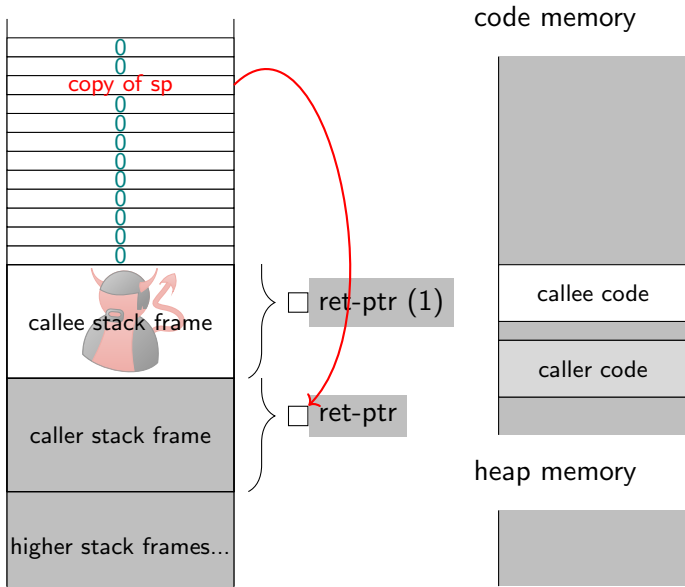 code memory
0
0
copy of sp
0
0
0
0
0
0
0
0
0
callee stack frame
ret-ptr (1)
callee code
caller code
caller stack frame
ret-ptr
heap memory
higher stack frames...